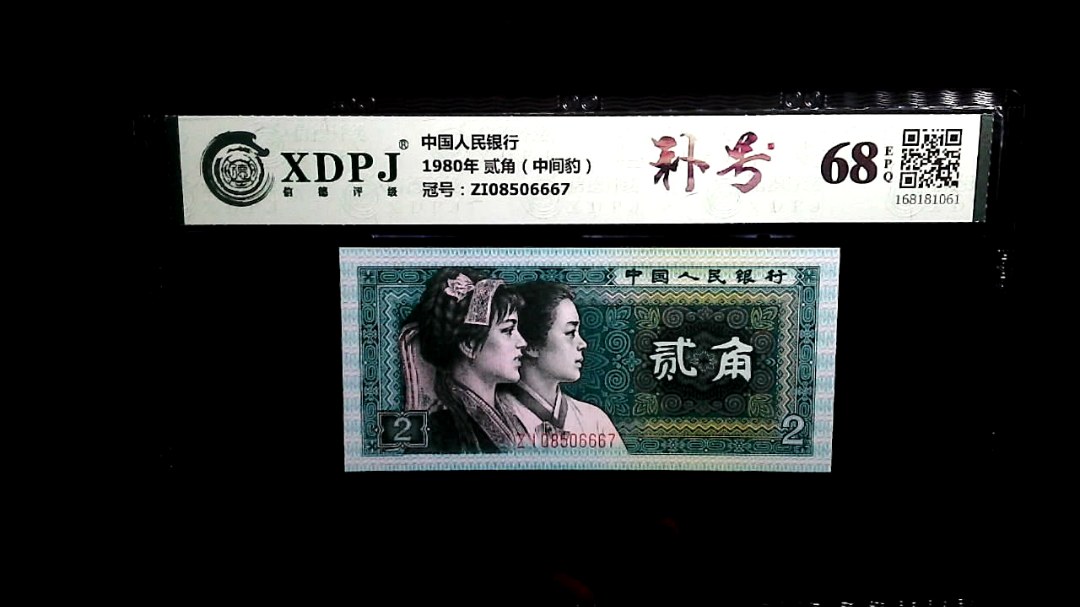 XDPJ®
信德评级
中国人民银行
1980年 贰角（中间豹）
冠号：ZI08506667
补号
68
EPQ
168181061
中国人民银行
贰角
2
2
ZI08506667